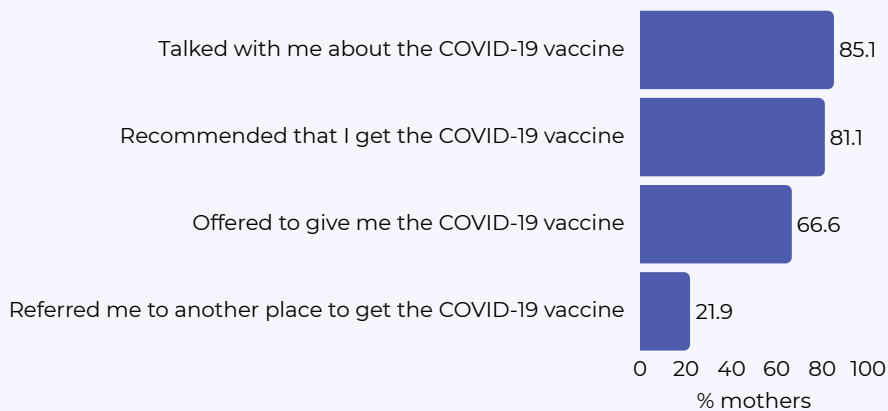 Talked with me about the COVID-19 vaccine 85.1
Recommended that I get the COVID-19 vaccine 81.1
Offered to give me the COVID-19 vaccine 66.6
Referred me to another place to get the COVID-19 vaccine 21.9
0 20 40 60 80 100
% mothers